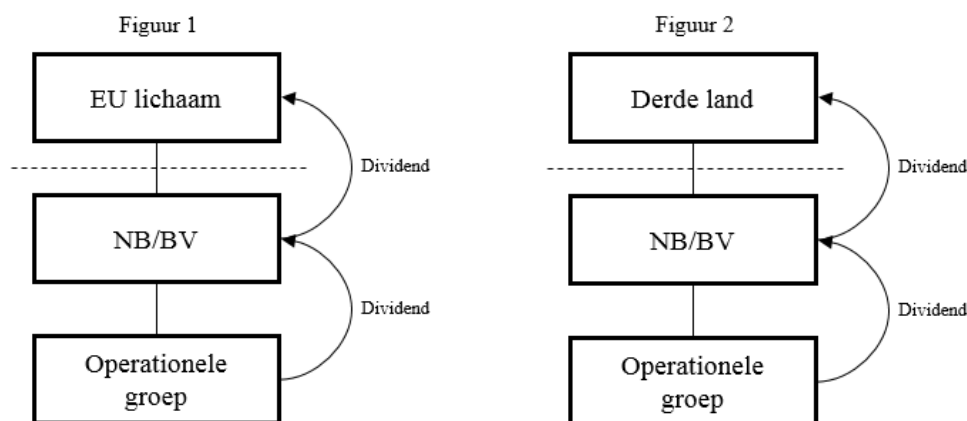 Figuur 1
EU lichaam
Dividend
NB/BV
Dividend
Operationele
groep
Figuur 2
Derde land
Dividend
NB/BV
Dividend
Operationele
groep